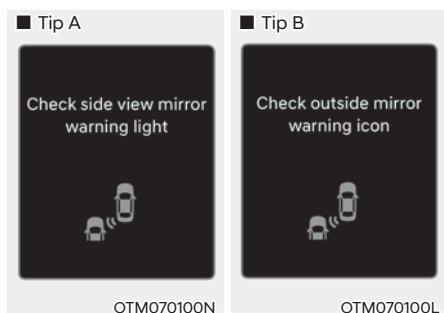 ■ Tip A
Check side view mirror
warning light
OTM070100N
■ Tip B
Check outside mirror
warning icon
OTM070100L